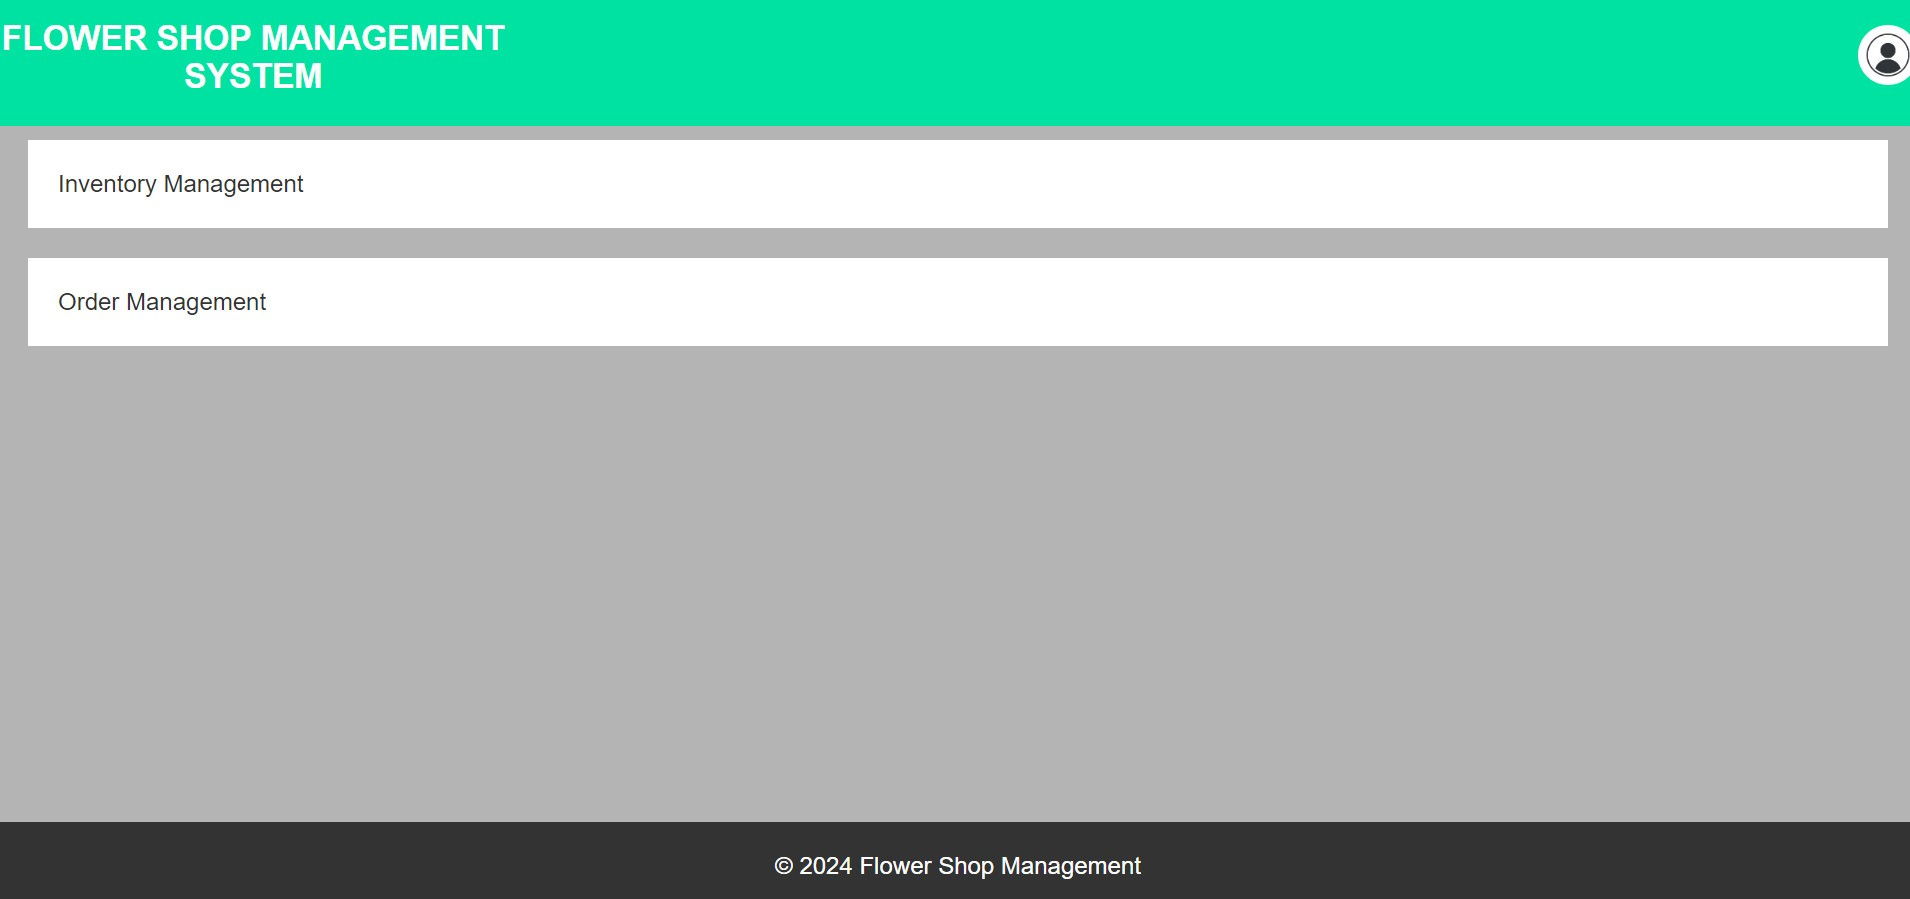 FLOWER SHOP MANAGEMENT
SYSTEM
Inventory Management
Order Management
© 2024 Flower Shop Management